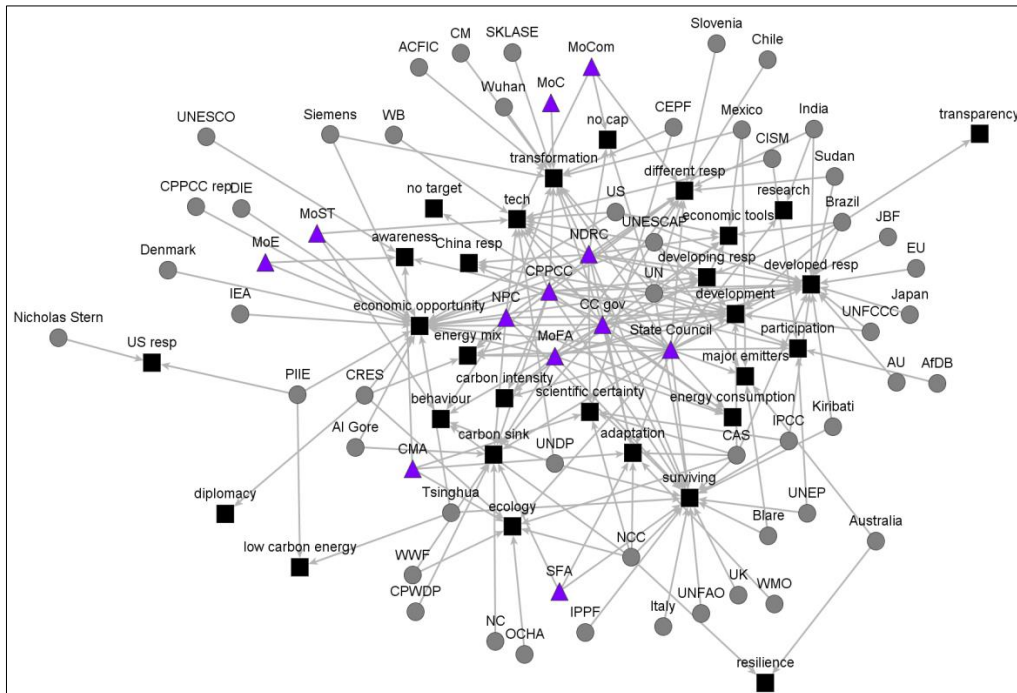 Slovenia
CM
SKLASE
ACFIC
MoCom
Chile
Wuhan
MoC
CEPF
Mexico
India
UNESCO
Siemens
WB
no cap
CISM
transparency
transformation
different resp
Sudan
CPPCC rep
DIE
no target
tech
US
research
MoST
UNESCAP
economic tools
Brazil
JBF
MoE
awareness
China resp
NDRC
developing resp
developed resp
EU
Denmark
CPPCC
UN
IEA
economic opportunity
NPC
CC gov
development
Japan
UNFCCC
Nicholas Stern
energy mix
MoFA
State Council
participation
US resp
major emitters
AU
AfDB
PIIE
CRES
carbon intensity
scientific certainty
energy consumption
behaviour
IPCC
Kiribati
Al Gore
carbon sink
UNDP
adaptation
CAS
CMA
surviving
diplomacy
Tsinghua
ecology
UNEP
Blare
Australia
low carbon energy
WWF
NCC
CPWDP
SFA
UK
WMO
NC
OCHA
IPPF
Italy
UNFAO
resilience